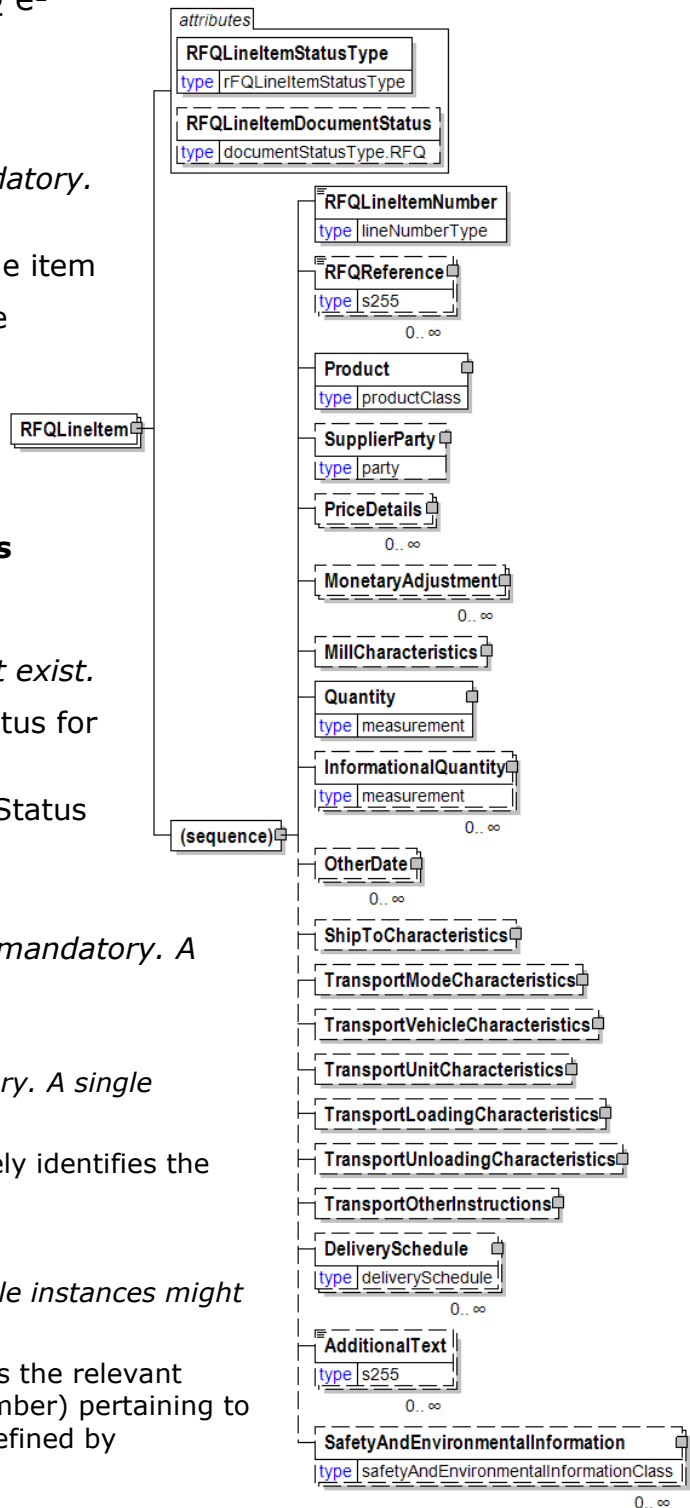 e-
datory.
e item
e
s
t exist.
tus for
Status
mandatory. A
ry. A single
ely identifies the
le instances might
s the relevant
mber) pertaining to
efined by
RFQLineItem
attributes
RFQLineItemStatusType
type rFQLineItemStatusType
RFQLineItemDocumentStatus
type documentStatusType.RFQ
(sequence)
RFQLineItemNumber
type lineNumberType
RFQReference
type s255
0.. ∞
Product
type productClass
SupplierParty
type party
PriceDetails
0.. ∞
MonetaryAdjustment
0.. ∞
MillCharacteristics
Quantity
type measurement
InformationalQuantity
type measurement
0.. ∞
OtherDate
0.. ∞
ShipToCharacteristics
TransportModeCharacteristics
TransportVehicleCharacteristics
TransportUnitCharacteristics
TransportLoadingCharacteristics
TransportUnloadingCharacteristics
TransportOtherInstructions
DeliverySchedule
type deliverySchedule
0.. ∞
AdditionalText
type s255
0.. ∞
SafetyAndEnvironmentalInformation
type safetyAndEnvironmentalInformationClass
0.. ∞